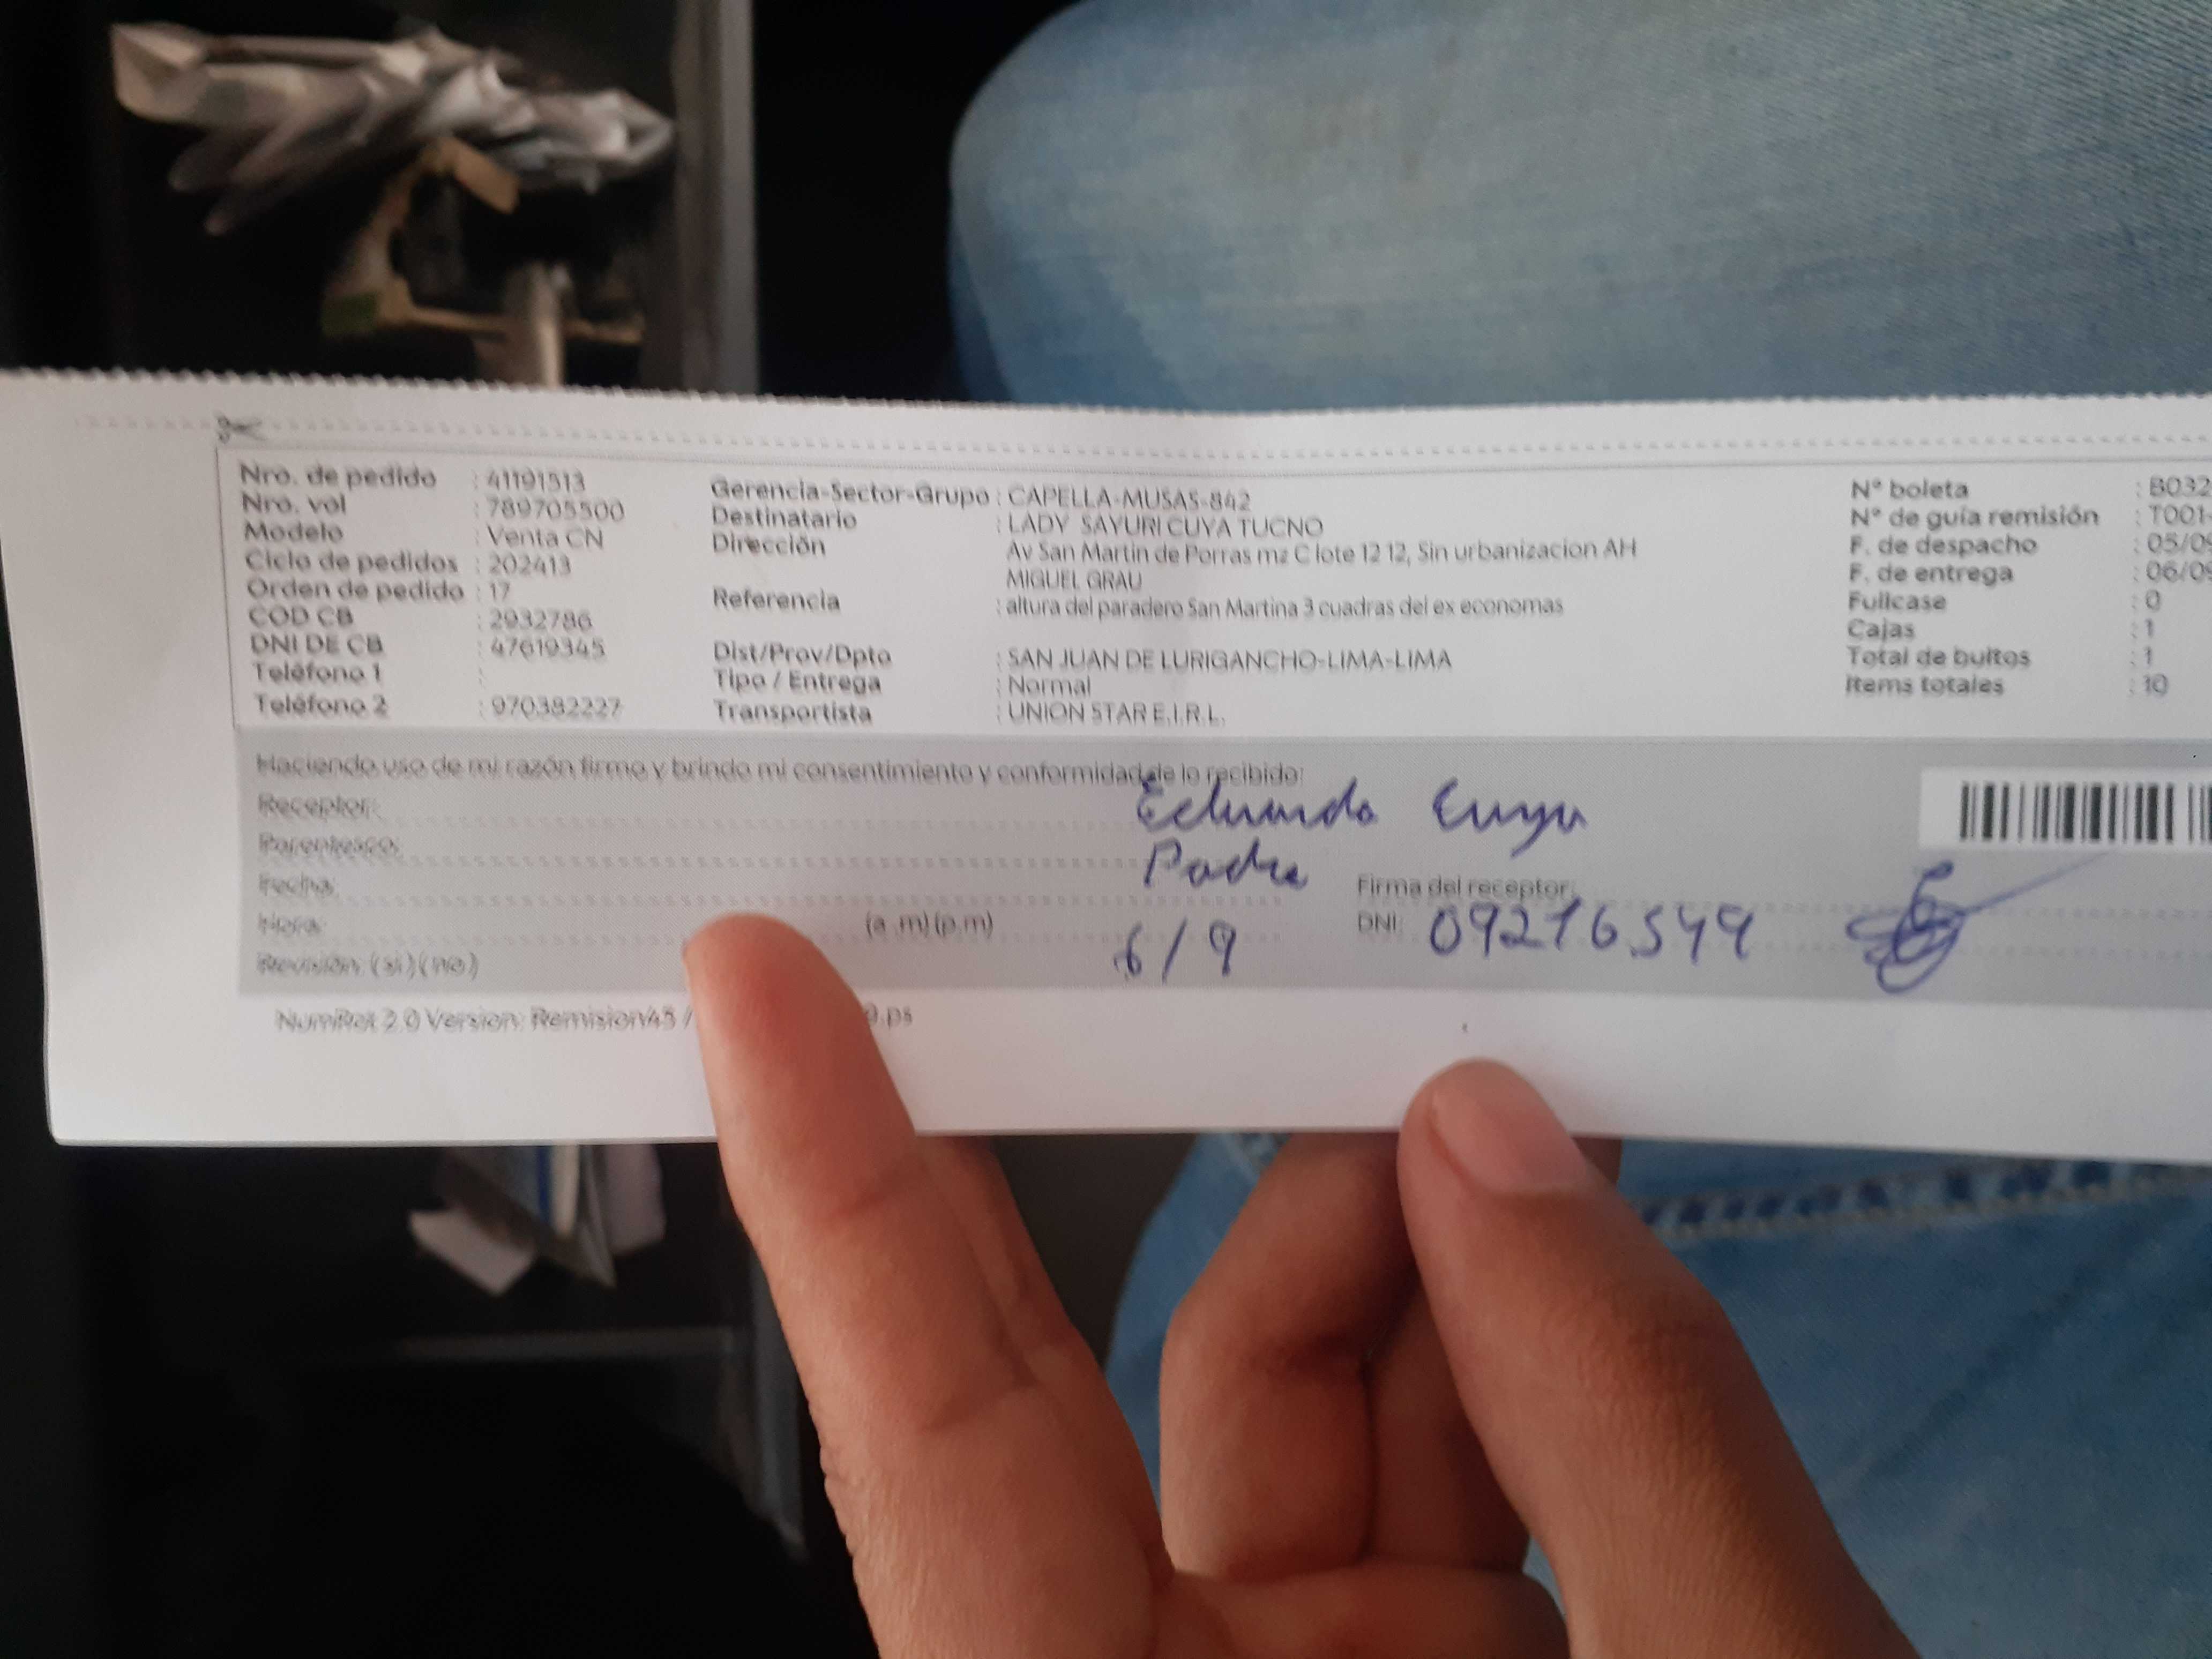 Nro. de pedido : 41191513
Nro. vol : 789705500
Modelo : Venta CN
Ciclo de pedidos : 202413
Orden de pedido : 17
COD CB : 2932786
DNI DE CB : 47619345
Teléfono 1 :
Teléfono 2 : 970382227
Gerencia-Sector-Grupo : CAPELLA-MUSAS-842
Destinatario : LADY SAYURI CUYA TUCNO
Dirección Av San Martin de Porras mz C lote 12 12, Sin urbanizacion AH
MIGUEL GRAU
Referencia : altura del paradero San Martina 3 cuadras del ex economas
Dist/Prov/Dpto : SAN JUAN DE LURIGANCHO-LIMA-LIMA
Tipo / Entrega : Normal
Transportista : UNION STAR E.I.R.L.
Nº boleta : B032
Nº de guía remisión : T001-
F. de despacho : 05/09
F. de entrega : 06/09
Fullcase : 0
Cajas : 1
Total de bultos : 1
Items totales : 10
Haciendo uso de mi razón firmo y brindo mi consentimiento y conformidad de lo recibido:
Receptor: Eduardo Cuya
Parentesco: Padre
Fecha: 6/9
Hora: (a .m) (p.m)
Revisión: (si) (no)
Firma del receptor:
DNI: 09216549
NumRot 2.0 Version: Remision45 / 9.ps